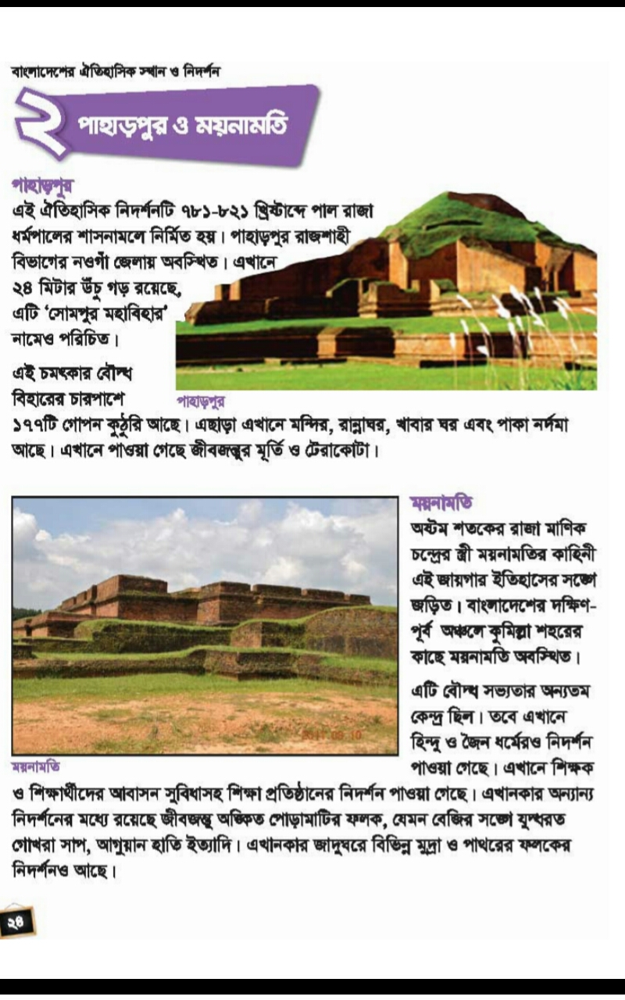 বাংলাদেশের ঐতিহাসিক স্থান ও নিদর্শন
২ পাহাড়পুর ও ময়নামতি
পাহাড়পুর
এই ঐতিহাসিক নিদর্শনটি ৭৮১-৮২১ খ্রিষ্টাব্দে পাল রাজা
ধর্মপালের শাসনামলে নির্মিত হয়। পাহাড়পুর রাজশাহী
বিভাগের নওগাঁ জেলায় অবস্থিত। এখানে
২৪ মিটার উঁচু গড় রয়েছে,
এটি ‘সোমপুর মহাবিহার’
নামেও পরিচিত।
এই চমৎকার বৌদ্ধ
বিহারের চারপাশে
পাহাড়পুর
১৭৭টি গোপন কুঠুরি আছে। এছাড়া এখানে মন্দির, রান্নাঘর, খাবার ঘর এবং পাকা নর্দমা
আছে। এখানে পাওয়া গেছে জীবজন্তুর মূর্তি ও টেরাকোটা।
ময়নামতি
অষ্টম শতকের রাজা মাণিক
চন্দ্রের স্ত্রী ময়নামতির কাহিনী
এই জায়গার ইতিহাসের সঙ্গে
জড়িত। বাংলাদেশের দক্ষিণ-
পূর্ব অঞ্চলে কুমিল্লা শহরের
কাছে ময়নামতি অবস্থিত।
এটি বৌদ্ধ সভ্যতার অন্যতম
কেন্দ্র ছিল। তবে এখানে
হিন্দু ও জৈন ধর্মেরও নিদর্শন
পাওয়া গেছে। এখানে শিক্ষক
2017 09 10
ময়নামতি
ও শিক্ষার্থীদের আবাসন সুবিধাসহ শিক্ষা প্রতিষ্ঠানের নিদর্শন পাওয়া গেছে। এখানকার অন্যান্য
নিদর্শনের মধ্যে রয়েছে জীবজন্তু অঙ্কিত পোড়ামাটির ফলক, যেমন বেজির সঙ্গে যুদ্ধরত
গোখরা সাপ, আগুয়ান হাতি ইত্যাদি। এখানকার জাদুঘরে বিভিন্ন মুদ্রা ও পাথরের ফলকের
নিদর্শনও আছে।
২৪